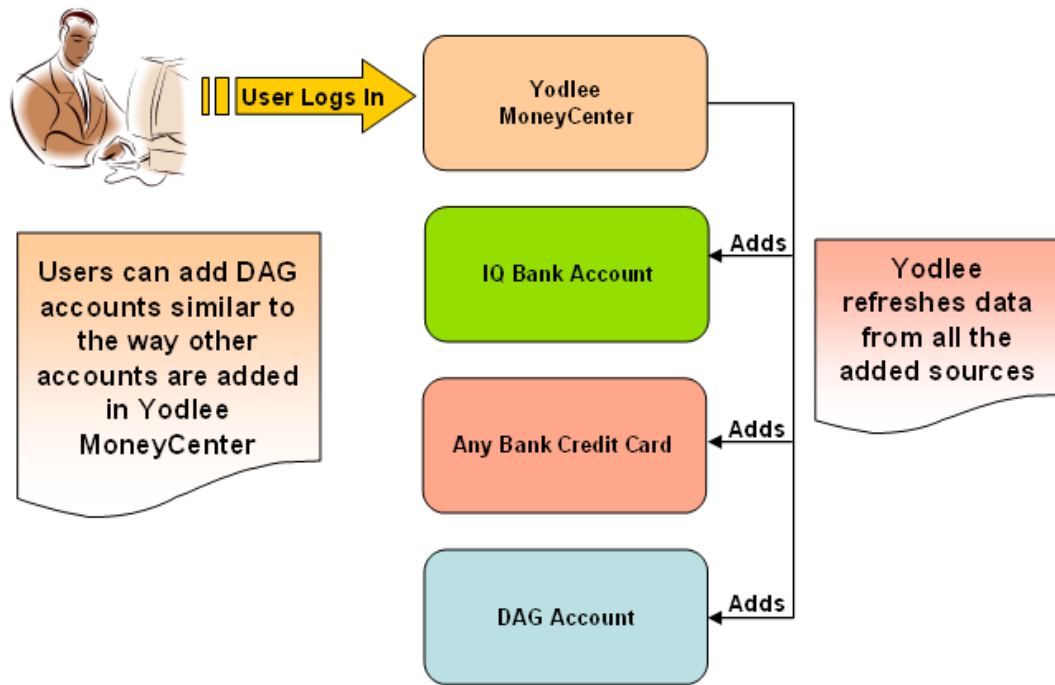 User Logs In
Yodlee
MoneyCenter
Users can add DAG
accounts similar to
the way other
accounts are added
in Yodlee
MoneyCenter
IQ Bank Account
Adds
Yodlee
refreshes data
from all the
added sources
Any Bank Credit Card
Adds
DAG Account
Adds